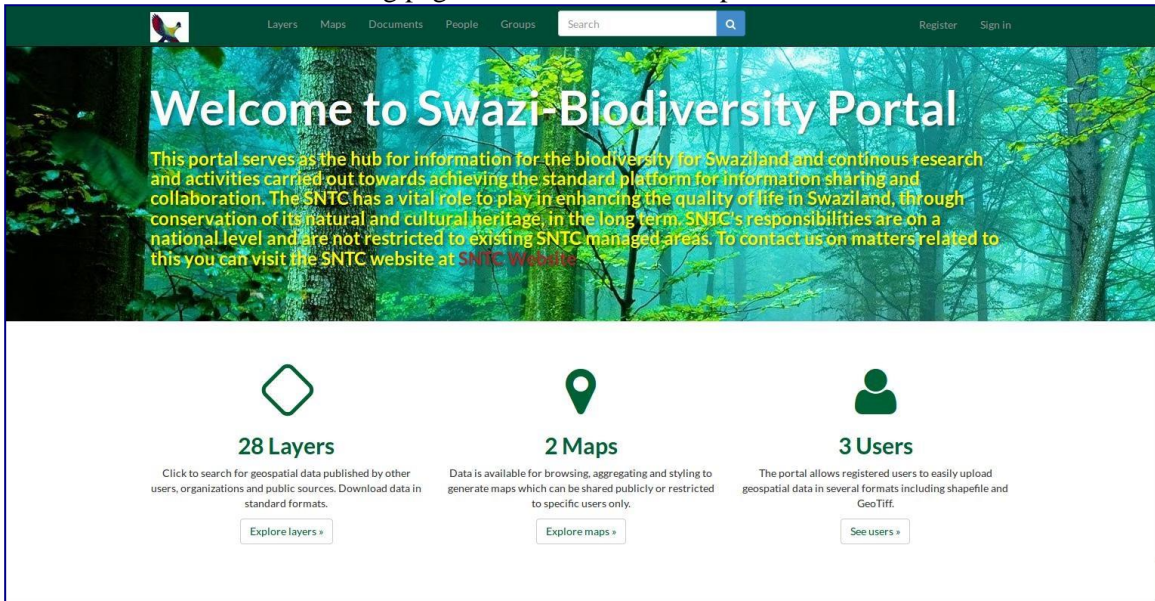 Layers Maps Documents People Groups Search Register Sign in
Welcome to Swazi-Biodiversity Portal
This portal serves as the hub for information for the biodiversity for Swaziland and continous research
and activities carried out towards achieving the standard platform for information sharing and
collaboration. The SNTC has a vital role to play in enhancing the quality of life in Swaziland, through
conservation of its natural and cultural heritage, in the long term. SNTC's responsibilities are on a
national level and are not restricted to existing SNTC managed areas. To contact us on matters related to
this you can visit the SNTC website at SNTC Website
28 Layers
Click to search for geospatial data published by other
users, organizations and public sources. Download data in
standard formats.
Explore layers »
2 Maps
Data is available for browsing, aggregating and styling to
generate maps which can be shared publicly or restricted
to specific users only.
Explore maps »
3 Users
The portal allows registered users to easily upload
geospatial data in several formats including shapefile and
GeoTiff.
See users »